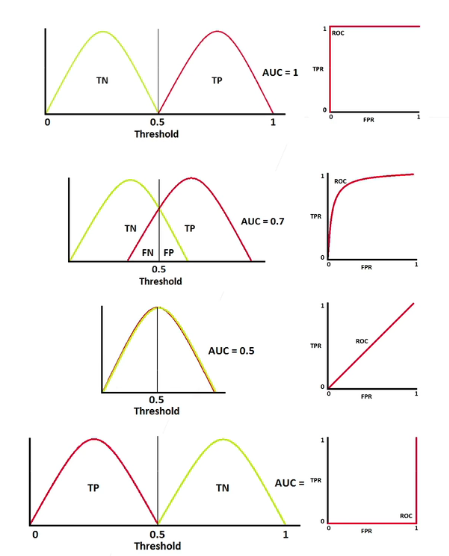 TN
TP
AUC = 1
0
0.5
1
Threshold
1
ROC
TPR
0
0
FPR
1
TN
TP
AUC = 0.7
FN
FP
0.5
Threshold
1
ROC
TPR
0
0
FPR
1
AUC = 0.5
0.5
Threshold
1
TPR
ROC
0
0
FPR
1
TP
TN
AUC =
0
0.5
1
Threshold
1
TPR
ROC
0
0
FPR
1